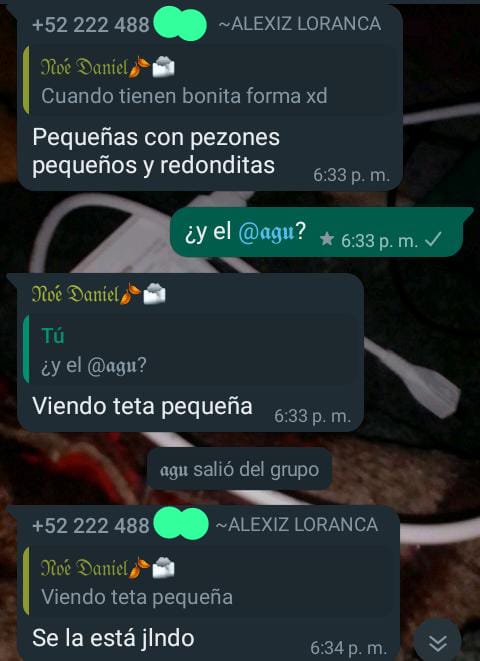 +52 222 488 ~ALEXIZ LORANCA
Noé Daniel🍂🗳️
Cuando tienen bonita forma xd
Pequeñas con pezones
pequeños y redonditas
6:33 p. m.
¿y el @agu? ★ 6:33 p. m. ✓
Noé Daniel🍂🗳️
Tú
¿y el @agu?
Viendo teta pequeña 6:33 p. m.
agu salió del grupo
+52 222 488 ~ALEXIZ LORANCA
Noé Daniel🍂🗳️
Viendo teta pequeña
Se la está jlndo 6:34 p. m.